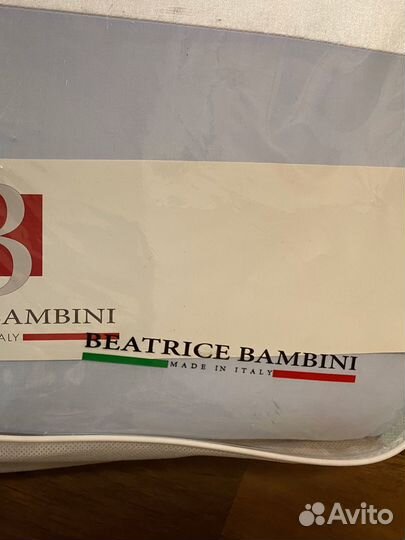 B
BAMBINI
ALY
BEATRICE BAMBINI
MADE IN ITALY
Avito